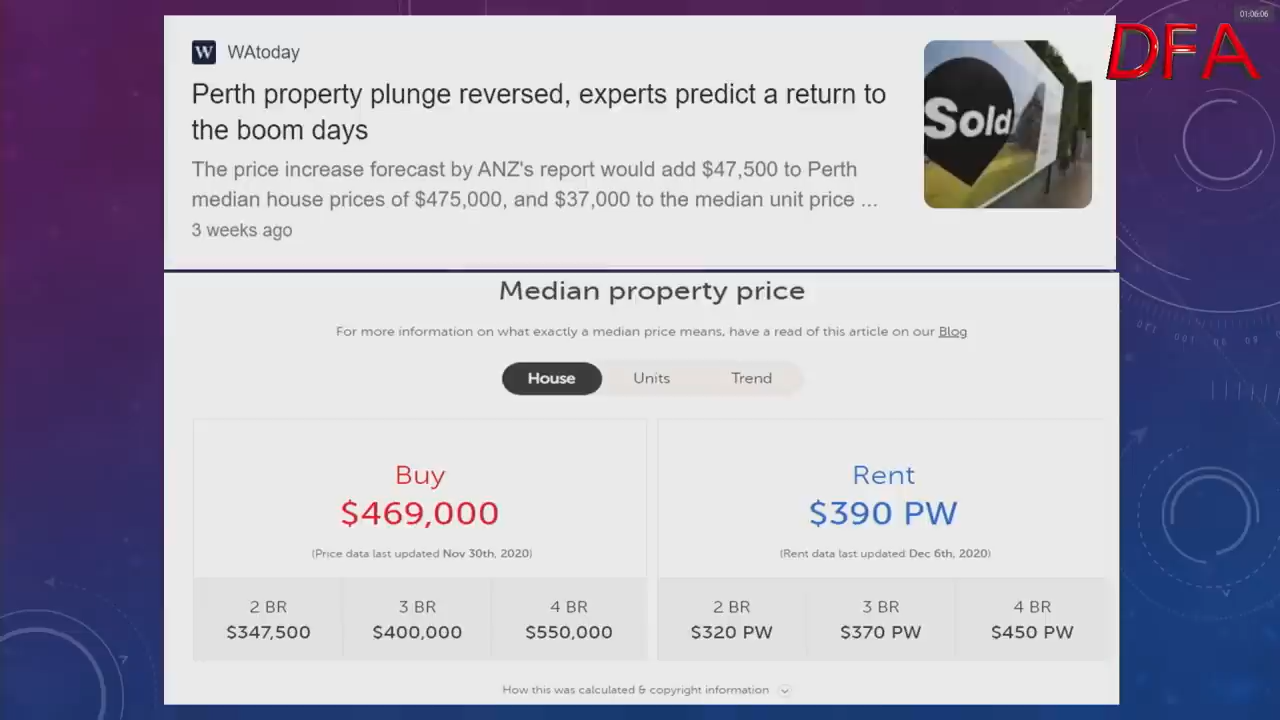 01:06:06
DFA
W WAtoday
Perth property plunge reversed, experts predict a return to
the boom days
The price increase forecast by ANZ's report would add $47,500 to Perth
median house prices of $475,000, and $37,000 to the median unit price ...
3 weeks ago
Sold
Median property price
For more information on what exactly a median price means, have a read of this article on our Blog
House Units Trend
Buy
$469,000
(Price data last updated Nov 30th, 2020)
2 BR 3 BR 4 BR
$347,500 $400,000 $550,000
Rent
$390 PW
(Rent data last updated Dec 6th, 2020)
2 BR 3 BR 4 BR
$320 PW $370 PW $450 PW
How this was calculated & copyright information